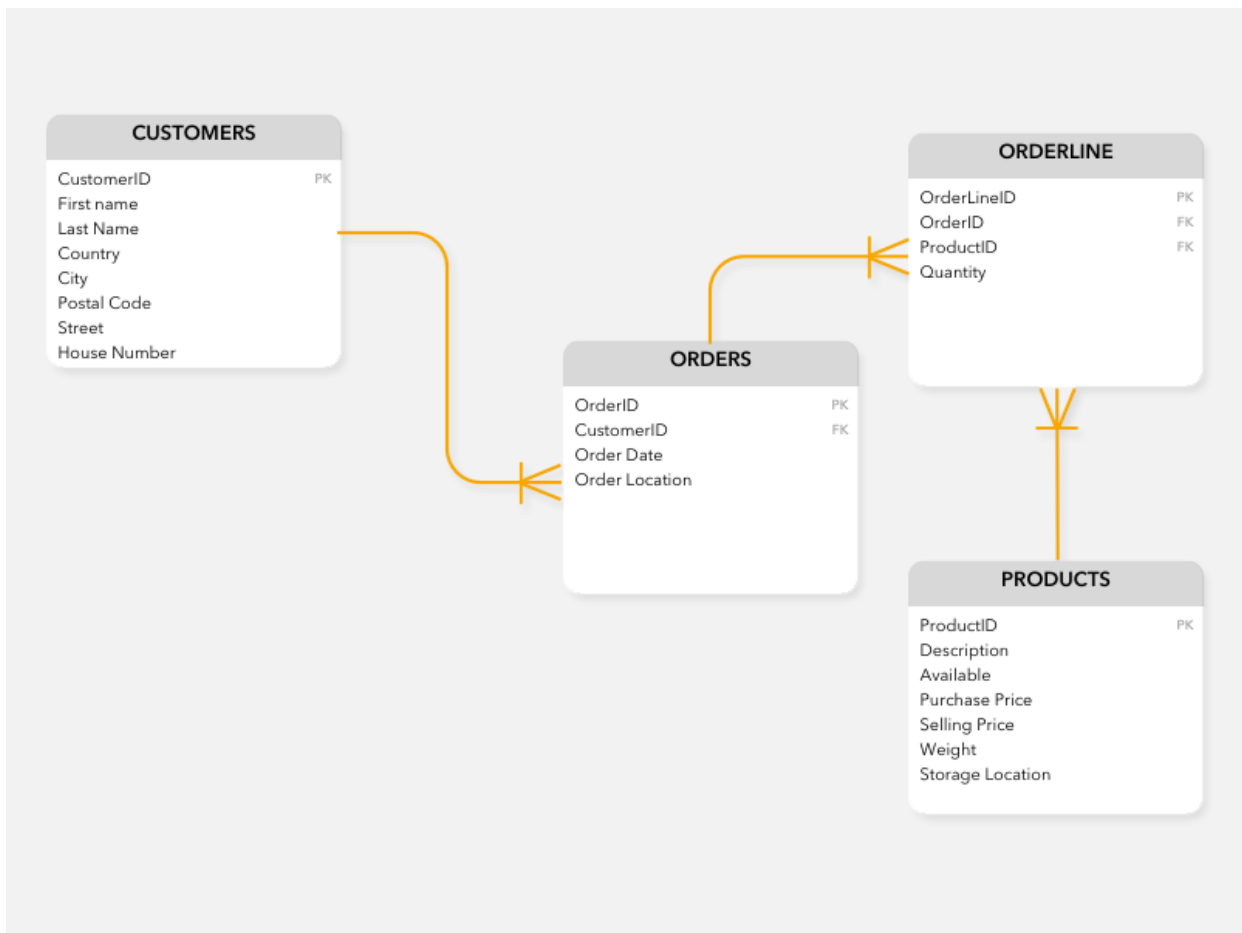 CUSTOMERS
CustomerID PK
First name
Last Name
Country
City
Postal Code
Street
House Number
ORDERS
OrderID PK
CustomerID FK
Order Date
Order Location
ORDERLINE
OrderLineID PK
OrderID FK
ProductID FK
Quantity
PRODUCTS
ProductID PK
Description
Available
Purchase Price
Selling Price
Weight
Storage Location